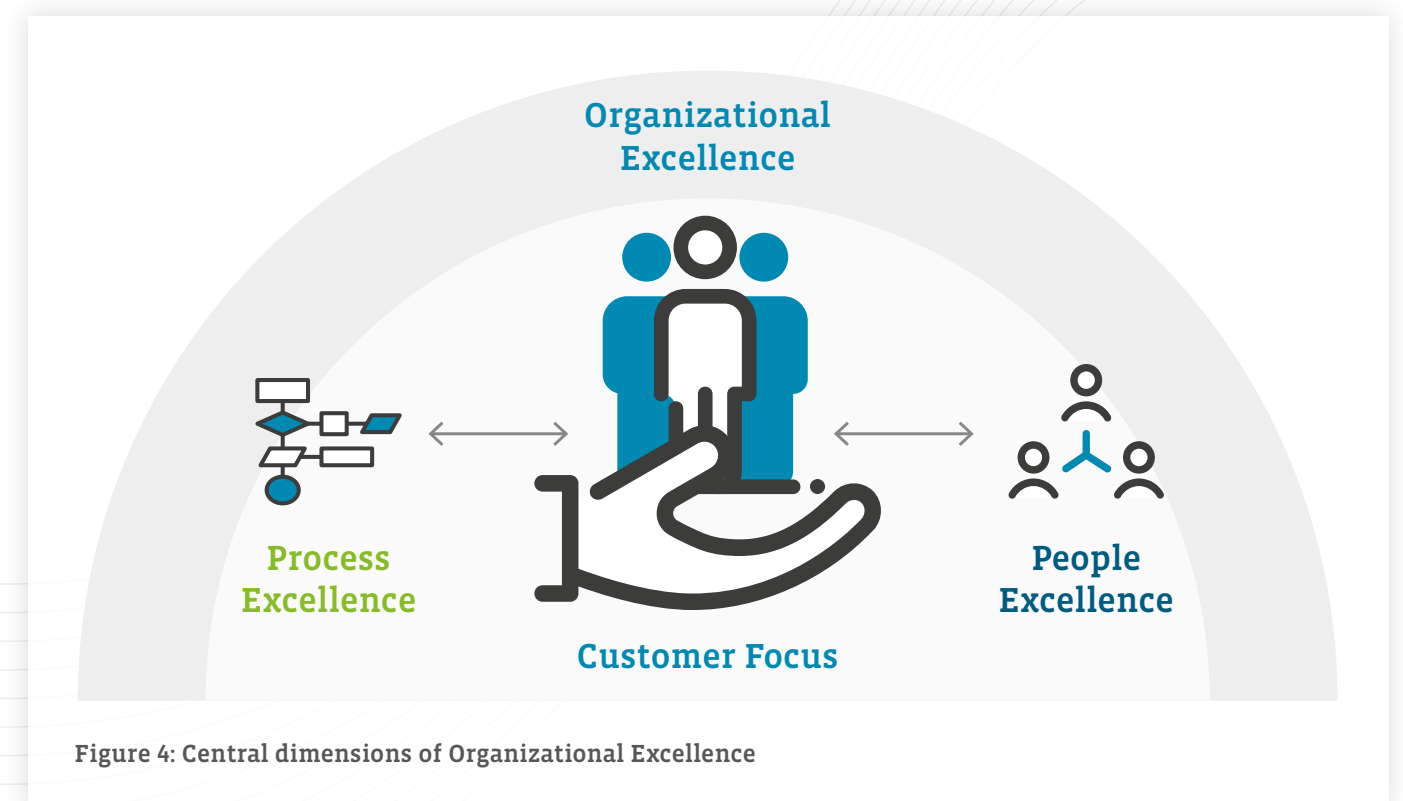 Organizational
Excellence
Process
Excellence
People
Excellence
Customer Focus
Figure 4: Central dimensions of Organizational Excellence